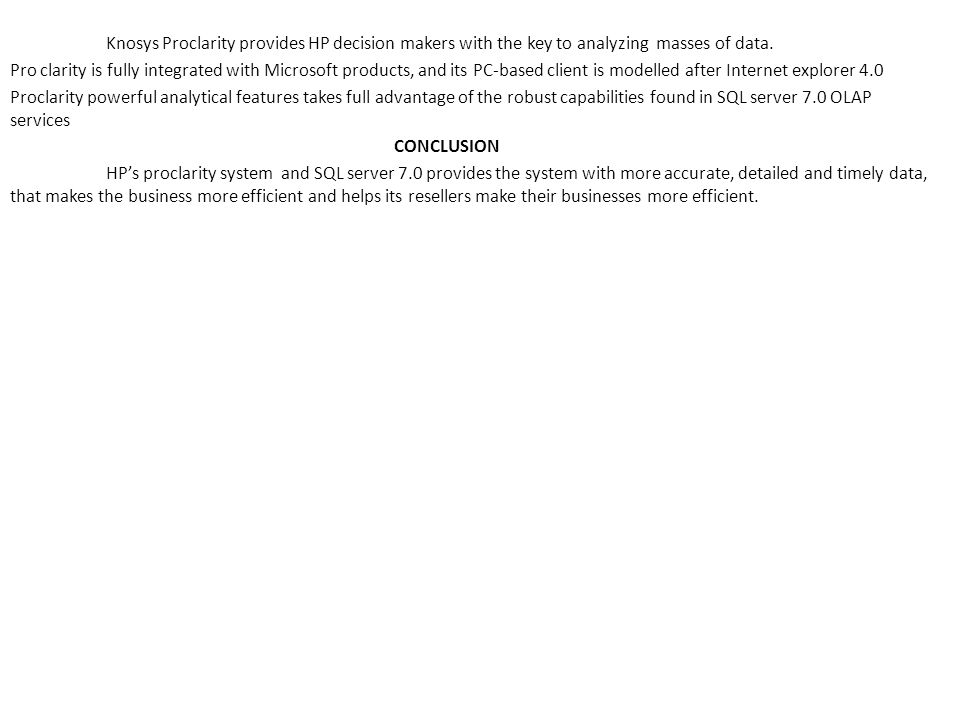 Knosys Proclarity provides HP decision makers with the key to analyzing masses of data.
Pro clarity is fully integrated with Microsoft products, and its PC-based client is modelled after Internet explorer 4.0
Proclarity powerful analytical features takes full advantage of the robust capabilities found in SQL server 7.0 OLAP
services
CONCLUSION
HP’s proclarity system and SQL server 7.0 provides the system with more accurate, detailed and timely data,
that makes the business more efficient and helps its resellers make their businesses more efficient.